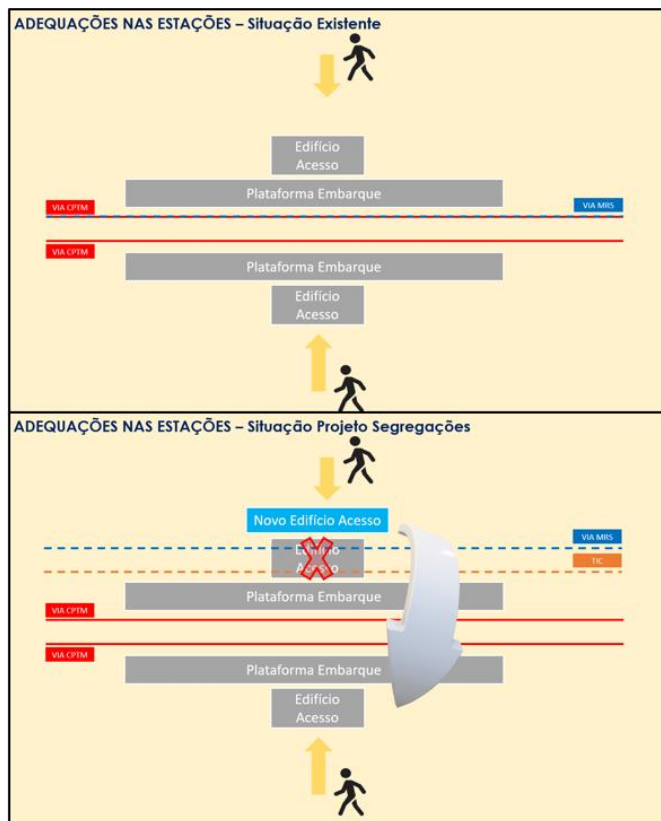 ADEQUAÇÕES NAS ESTAÇÕES – Situação Existente
Edifício
Acesso
Plataforma Embarque
VIA CPTM
VIA MRS
VIA CPTM
Plataforma Embarque
Edifício
Acesso
ADEQUAÇÕES NAS ESTAÇÕES – Situação Projeto Segregações
Novo Edifício Acesso
VIA MRS
Edifício
Acesso
TIC
Plataforma Embarque
VIA CPTM
VIA CPTM
Plataforma Embarque
Edifício
Acesso